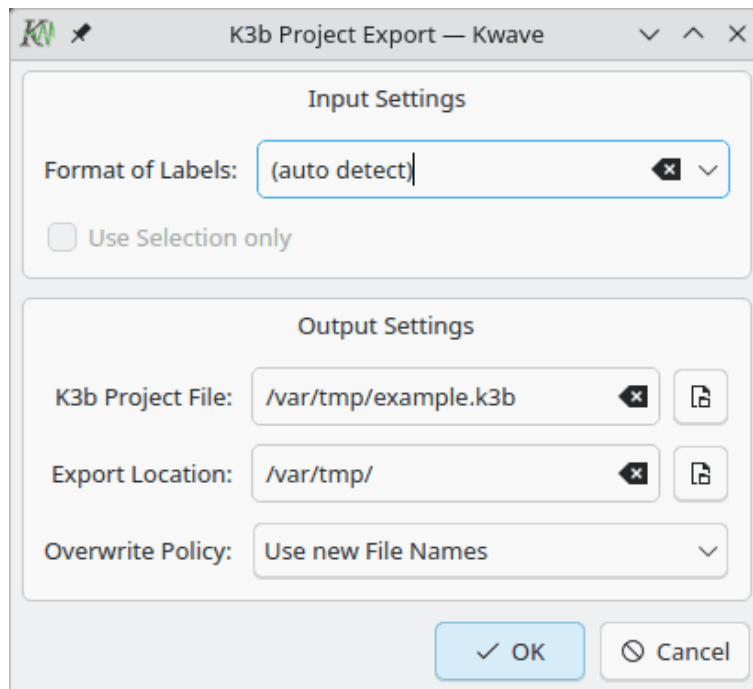 K3b Project Export — Kwave
Input Settings
Format of Labels: (auto detect)
Use Selection only
Output Settings
K3b Project File: /var/tmp/example.k3b
Export Location: /var/tmp/
Overwrite Policy: Use new File Names
OK Cancel